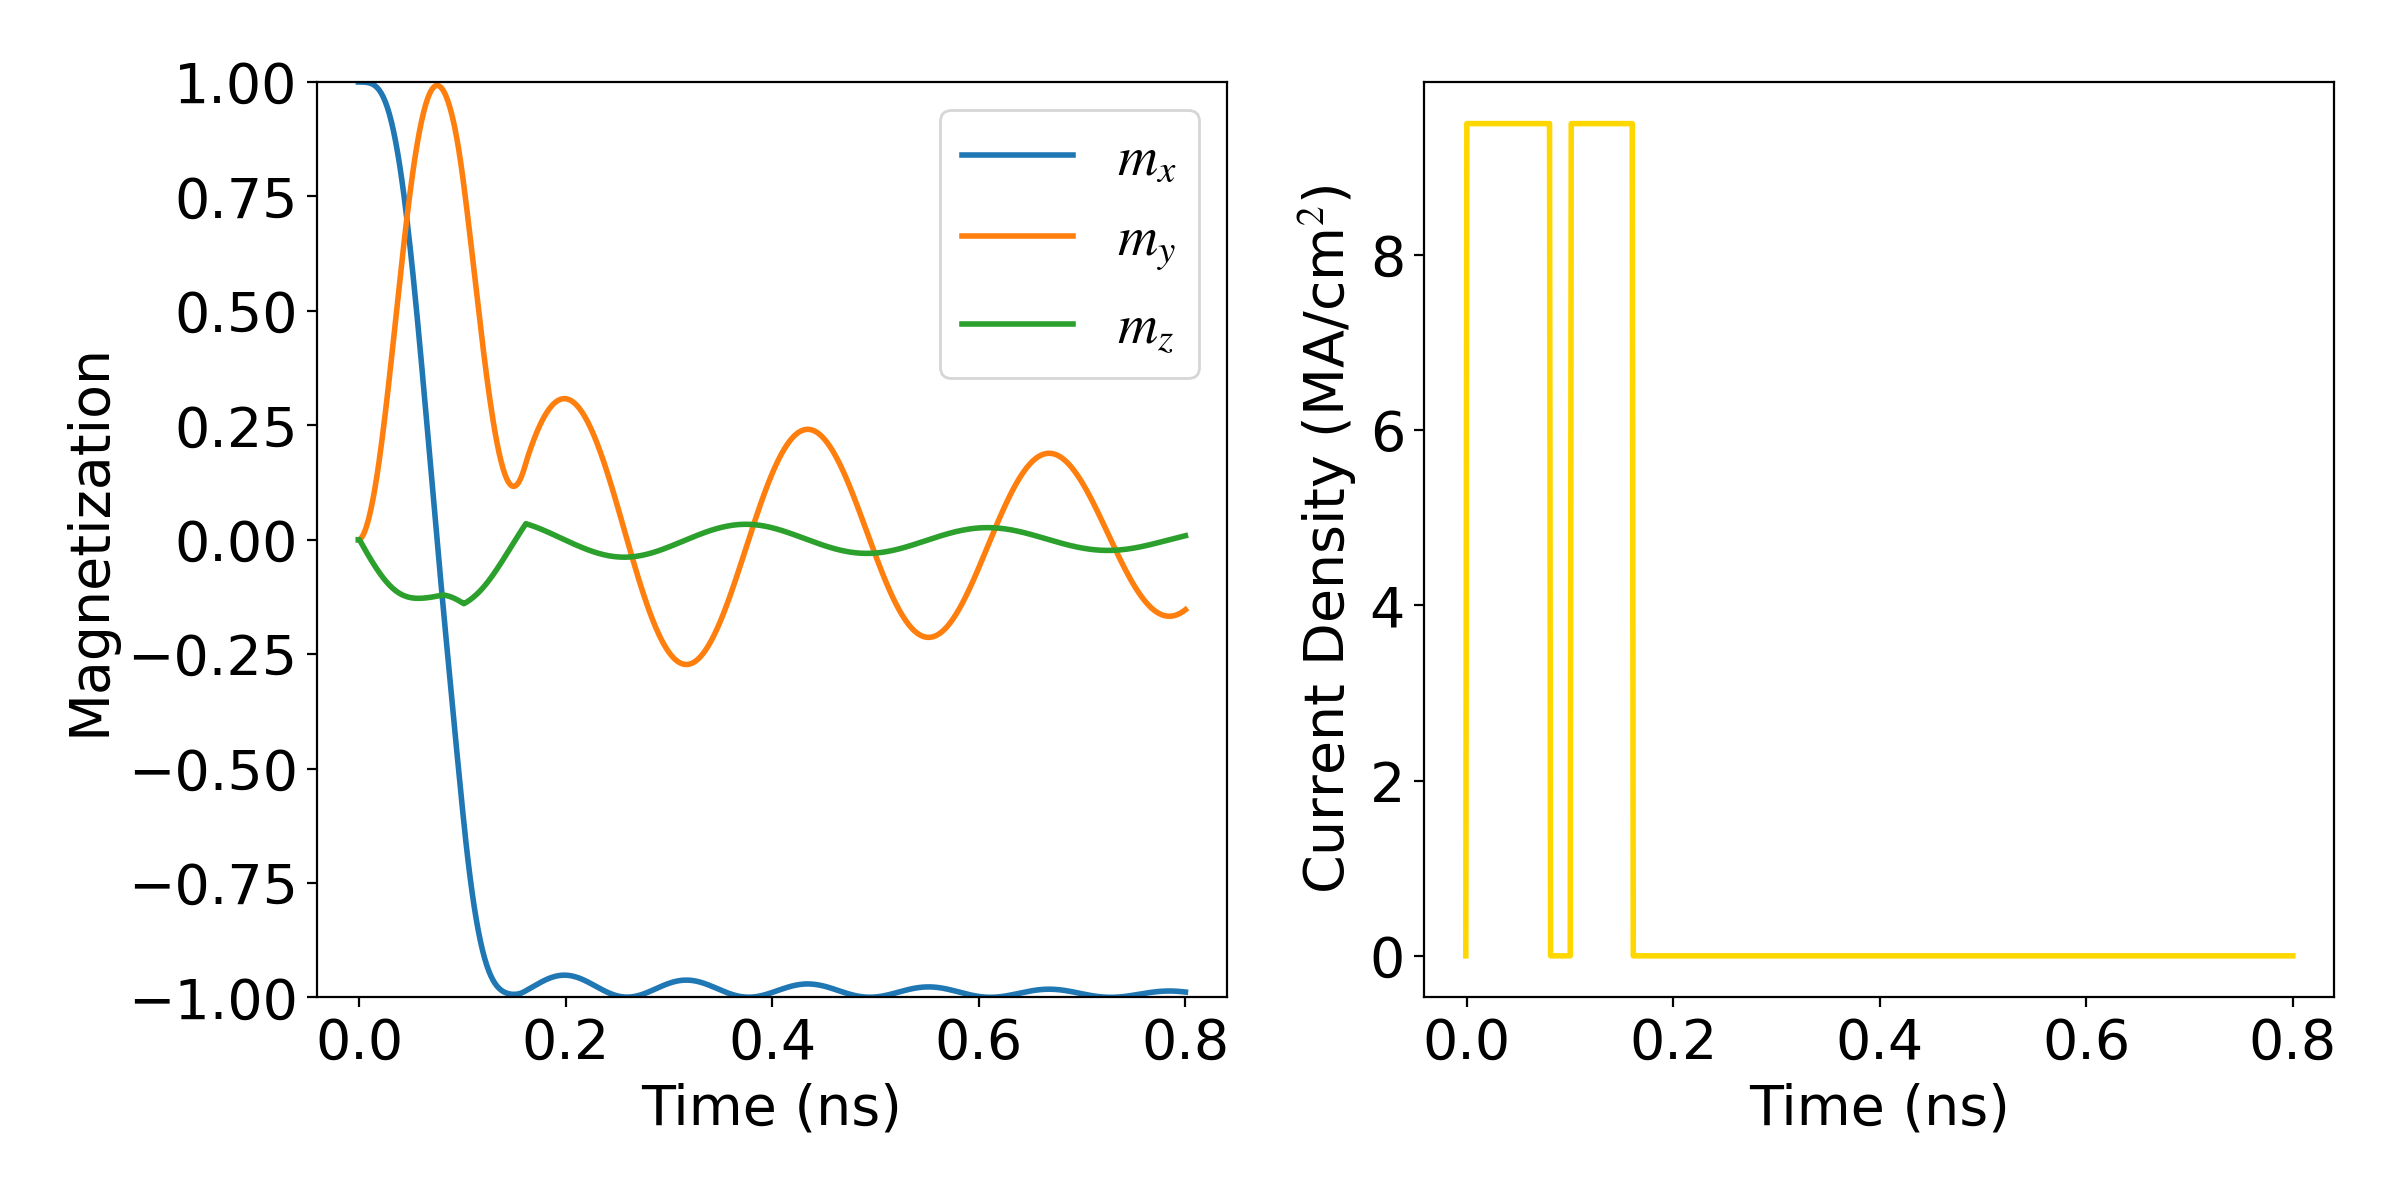 1.00
0.75
0.50
0.25
0.00
−0.25
−0.50
−0.75
−1.00
Magnetization
0.0 0.2 0.4 0.6 0.8
Time (ns)
m_x
m_y
m_z
8
6
4
2
0
Current Density (MA/cm²)
0.0 0.2 0.4 0.6 0.8
Time (ns)